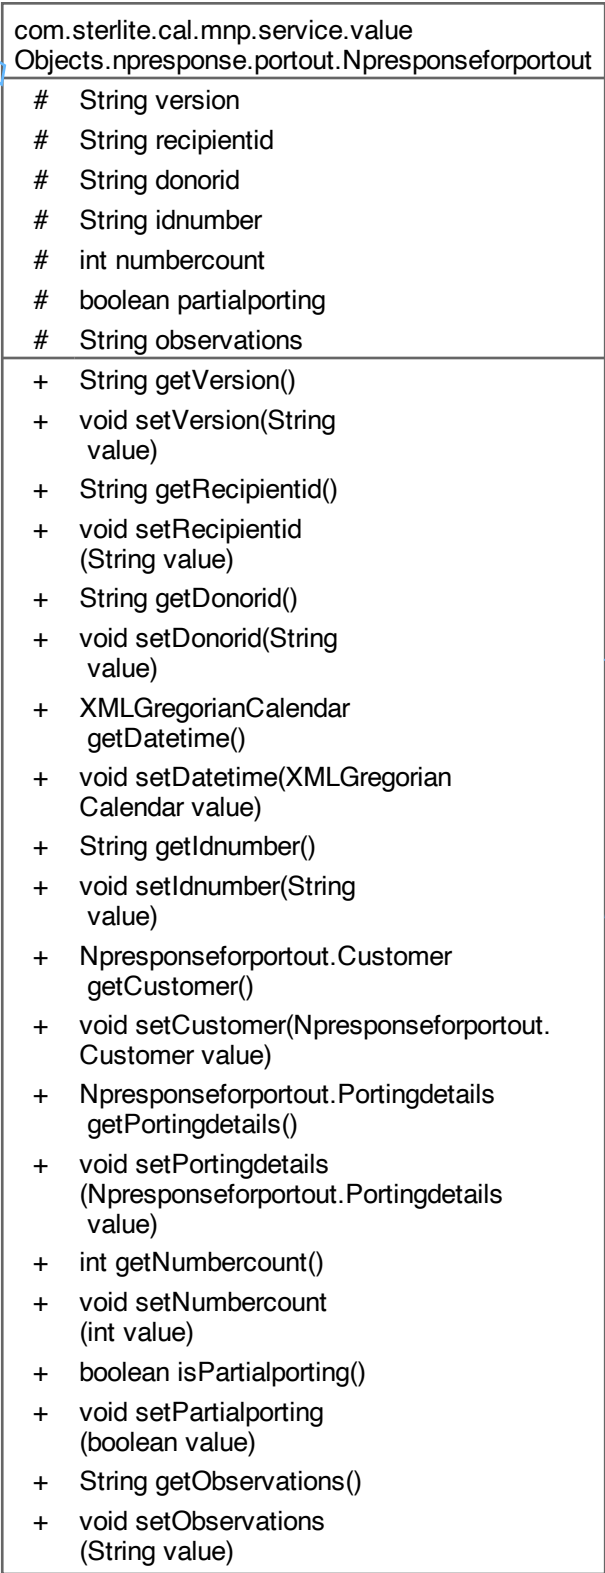 com.sterlite.cal.mnp.service.value
Objects.npresponse.portout.Npresponseforportout
# String version
# String recipientid
# String donorid
# String idnumber
# int numbercount
# boolean partialporting
# String observations
+ String getVersion()
+ void setVersion(String
value)
+ String getRecipientid()
+ void setRecipientid
(String value)
+ String getDonorid()
+ void setDonorid(String
value)
+ XMLGregorianCalendar
getDatetime()
+ void setDatetime(XMLGregorian
Calendar value)
+ String getIdnumber()
+ void setIdnumber(String
value)
+ Npresponseforportout.Customer
getCustomer()
+ void setCustomer(Npresponseforportout.
Customer value)
+ Npresponseforportout.Portingdetails
getPortingdetails()
+ void setPortingdetails
(Npresponseforportout.Portingdetails
value)
+ int getNumbercount()
+ void setNumbercount
(int value)
+ boolean isPartialporting()
+ void setPartialporting
(boolean value)
+ String getObservations()
+ void setObservations
(String value)